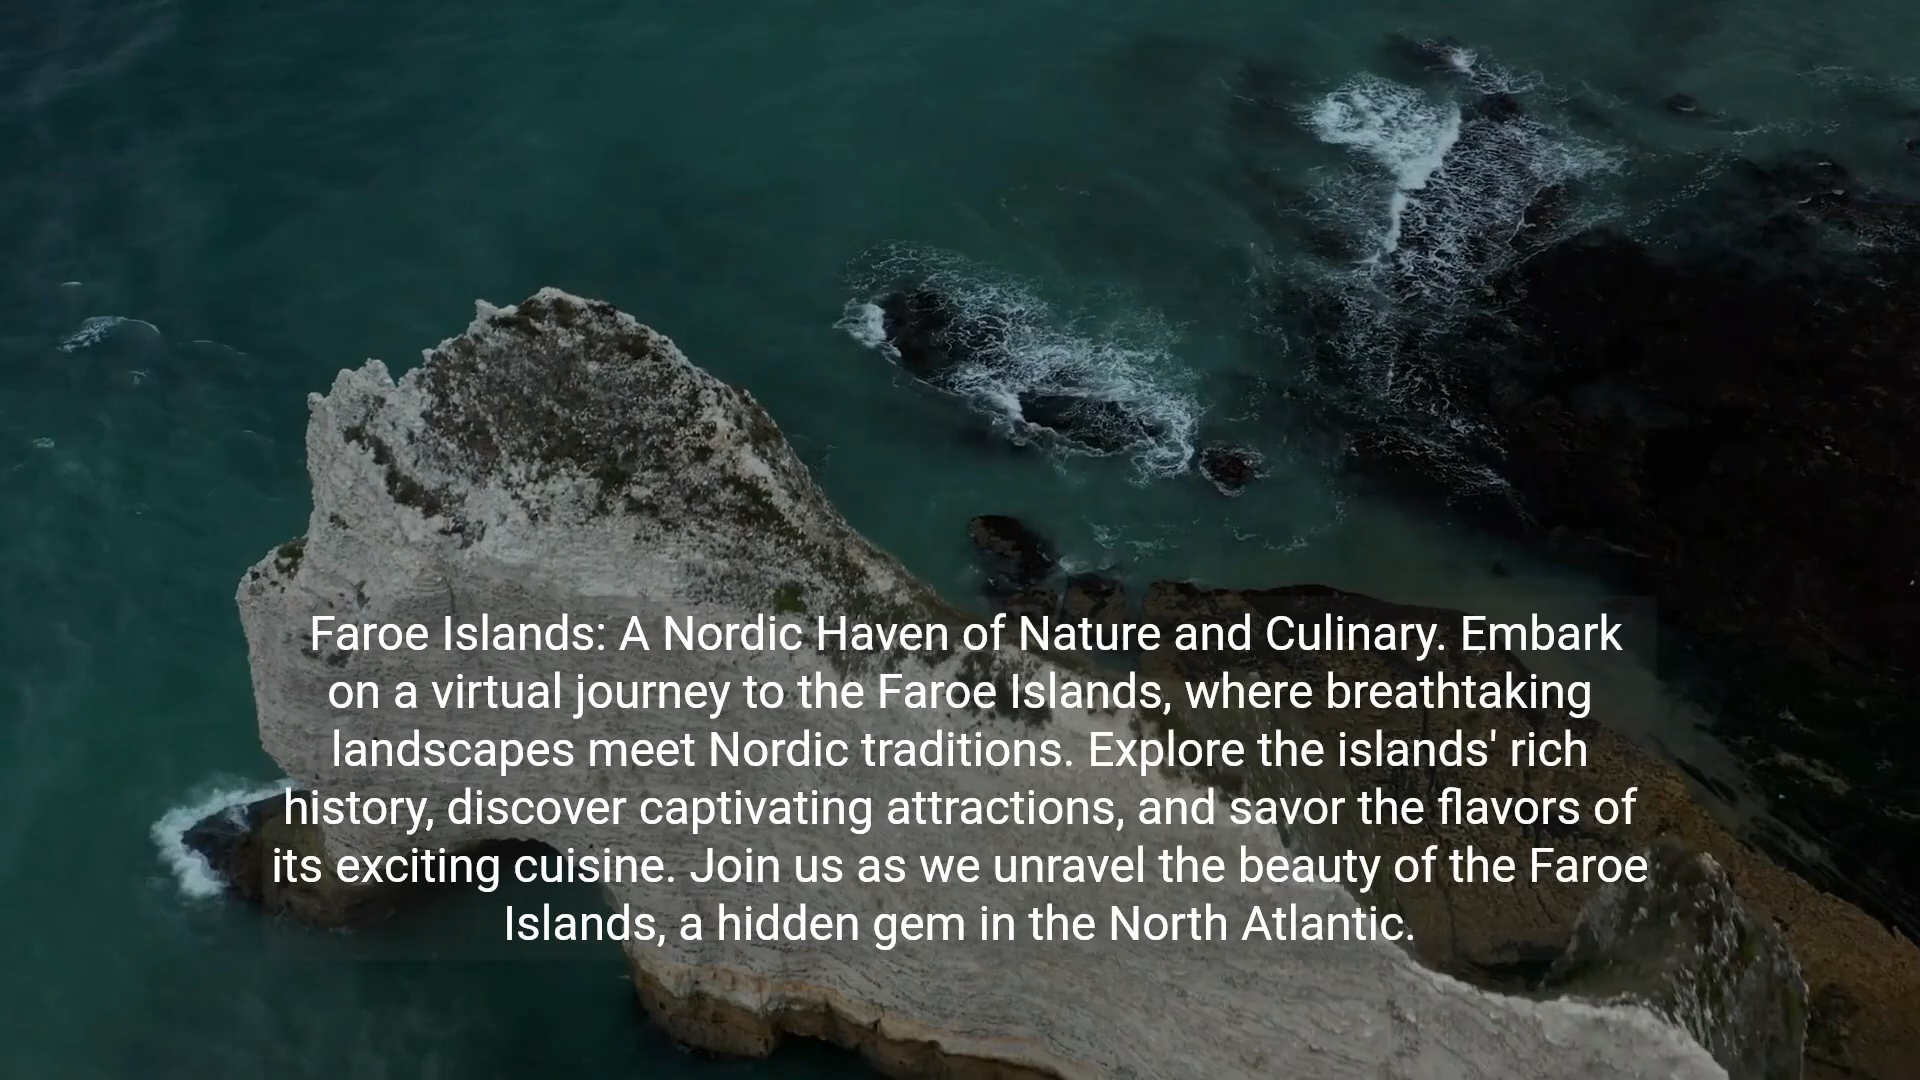 Faroe Islands: A Nordic Haven of Nature and Culinary. Embark
on a virtual journey to the Faroe Islands, where breathtaking
landscapes meet Nordic traditions. Explore the islands' rich
history, discover captivating attractions, and savor the flavors of
its exciting cuisine. Join us as we unravel the beauty of the Faroe
Islands, a hidden gem in the North Atlantic.